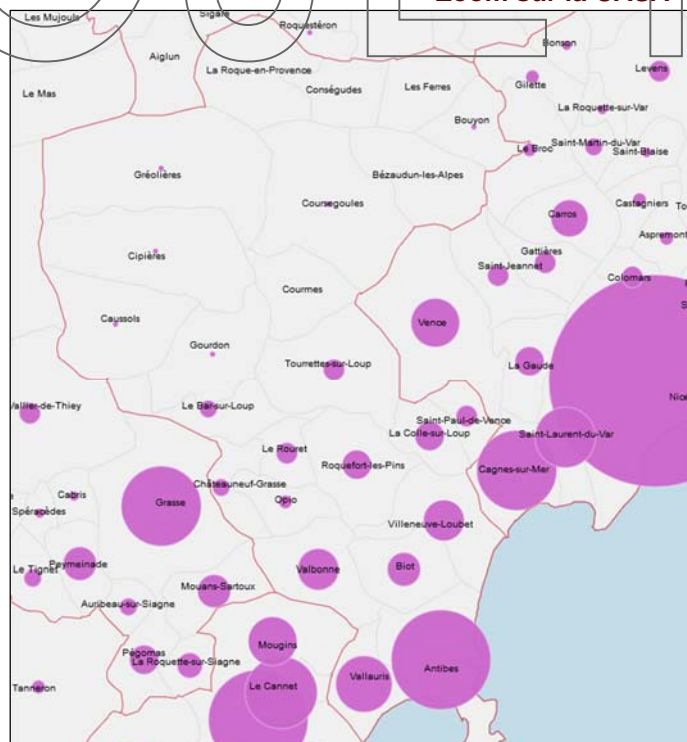 Zoom sur la CASA
Les Mujouls
Sigale
Roquestéron
Bonson
Aiglun
La Roque-en-Provence
Levens
Gilette
Conségudes
Les Ferres
Le Mas
La Roquette-sur-Var
Bouyon
Le Broc
Saint-Martin-du-Var
Saint-Blaise
Gréolières
Bézaudun-les-Alpes
Coursegoules
Castagniers
To
Carros
Aspremont
Gattières
Cipières
Saint-Jeannet
Colomars
Courmes
S
Caussols
Vence
Gourdon
Tourrettes-sur-Loup
La Gaude
Nice
Vallier-de-Thiey
Le Bar-sur-Loup
Saint-Paul-de-Vence
La Colle-sur-Loup
Saint-Laurent-du-Var
Le Rouret
Roquefort-les-Pins
Cagnes-sur-Mer
Châteauneuf-Grasse
Cabris
Opio
Grasse
Spéracèdes
Villeneuve-Loubet
Peymeinade
Le Tignet
Valbonne
Biot
Mouans-Sartoux
Auribeau-sur-Siagne
Mougins
Pégomas
La Roquette-sur-Siagne
Antibes
Vallauris
Le Cannet
Tanneron